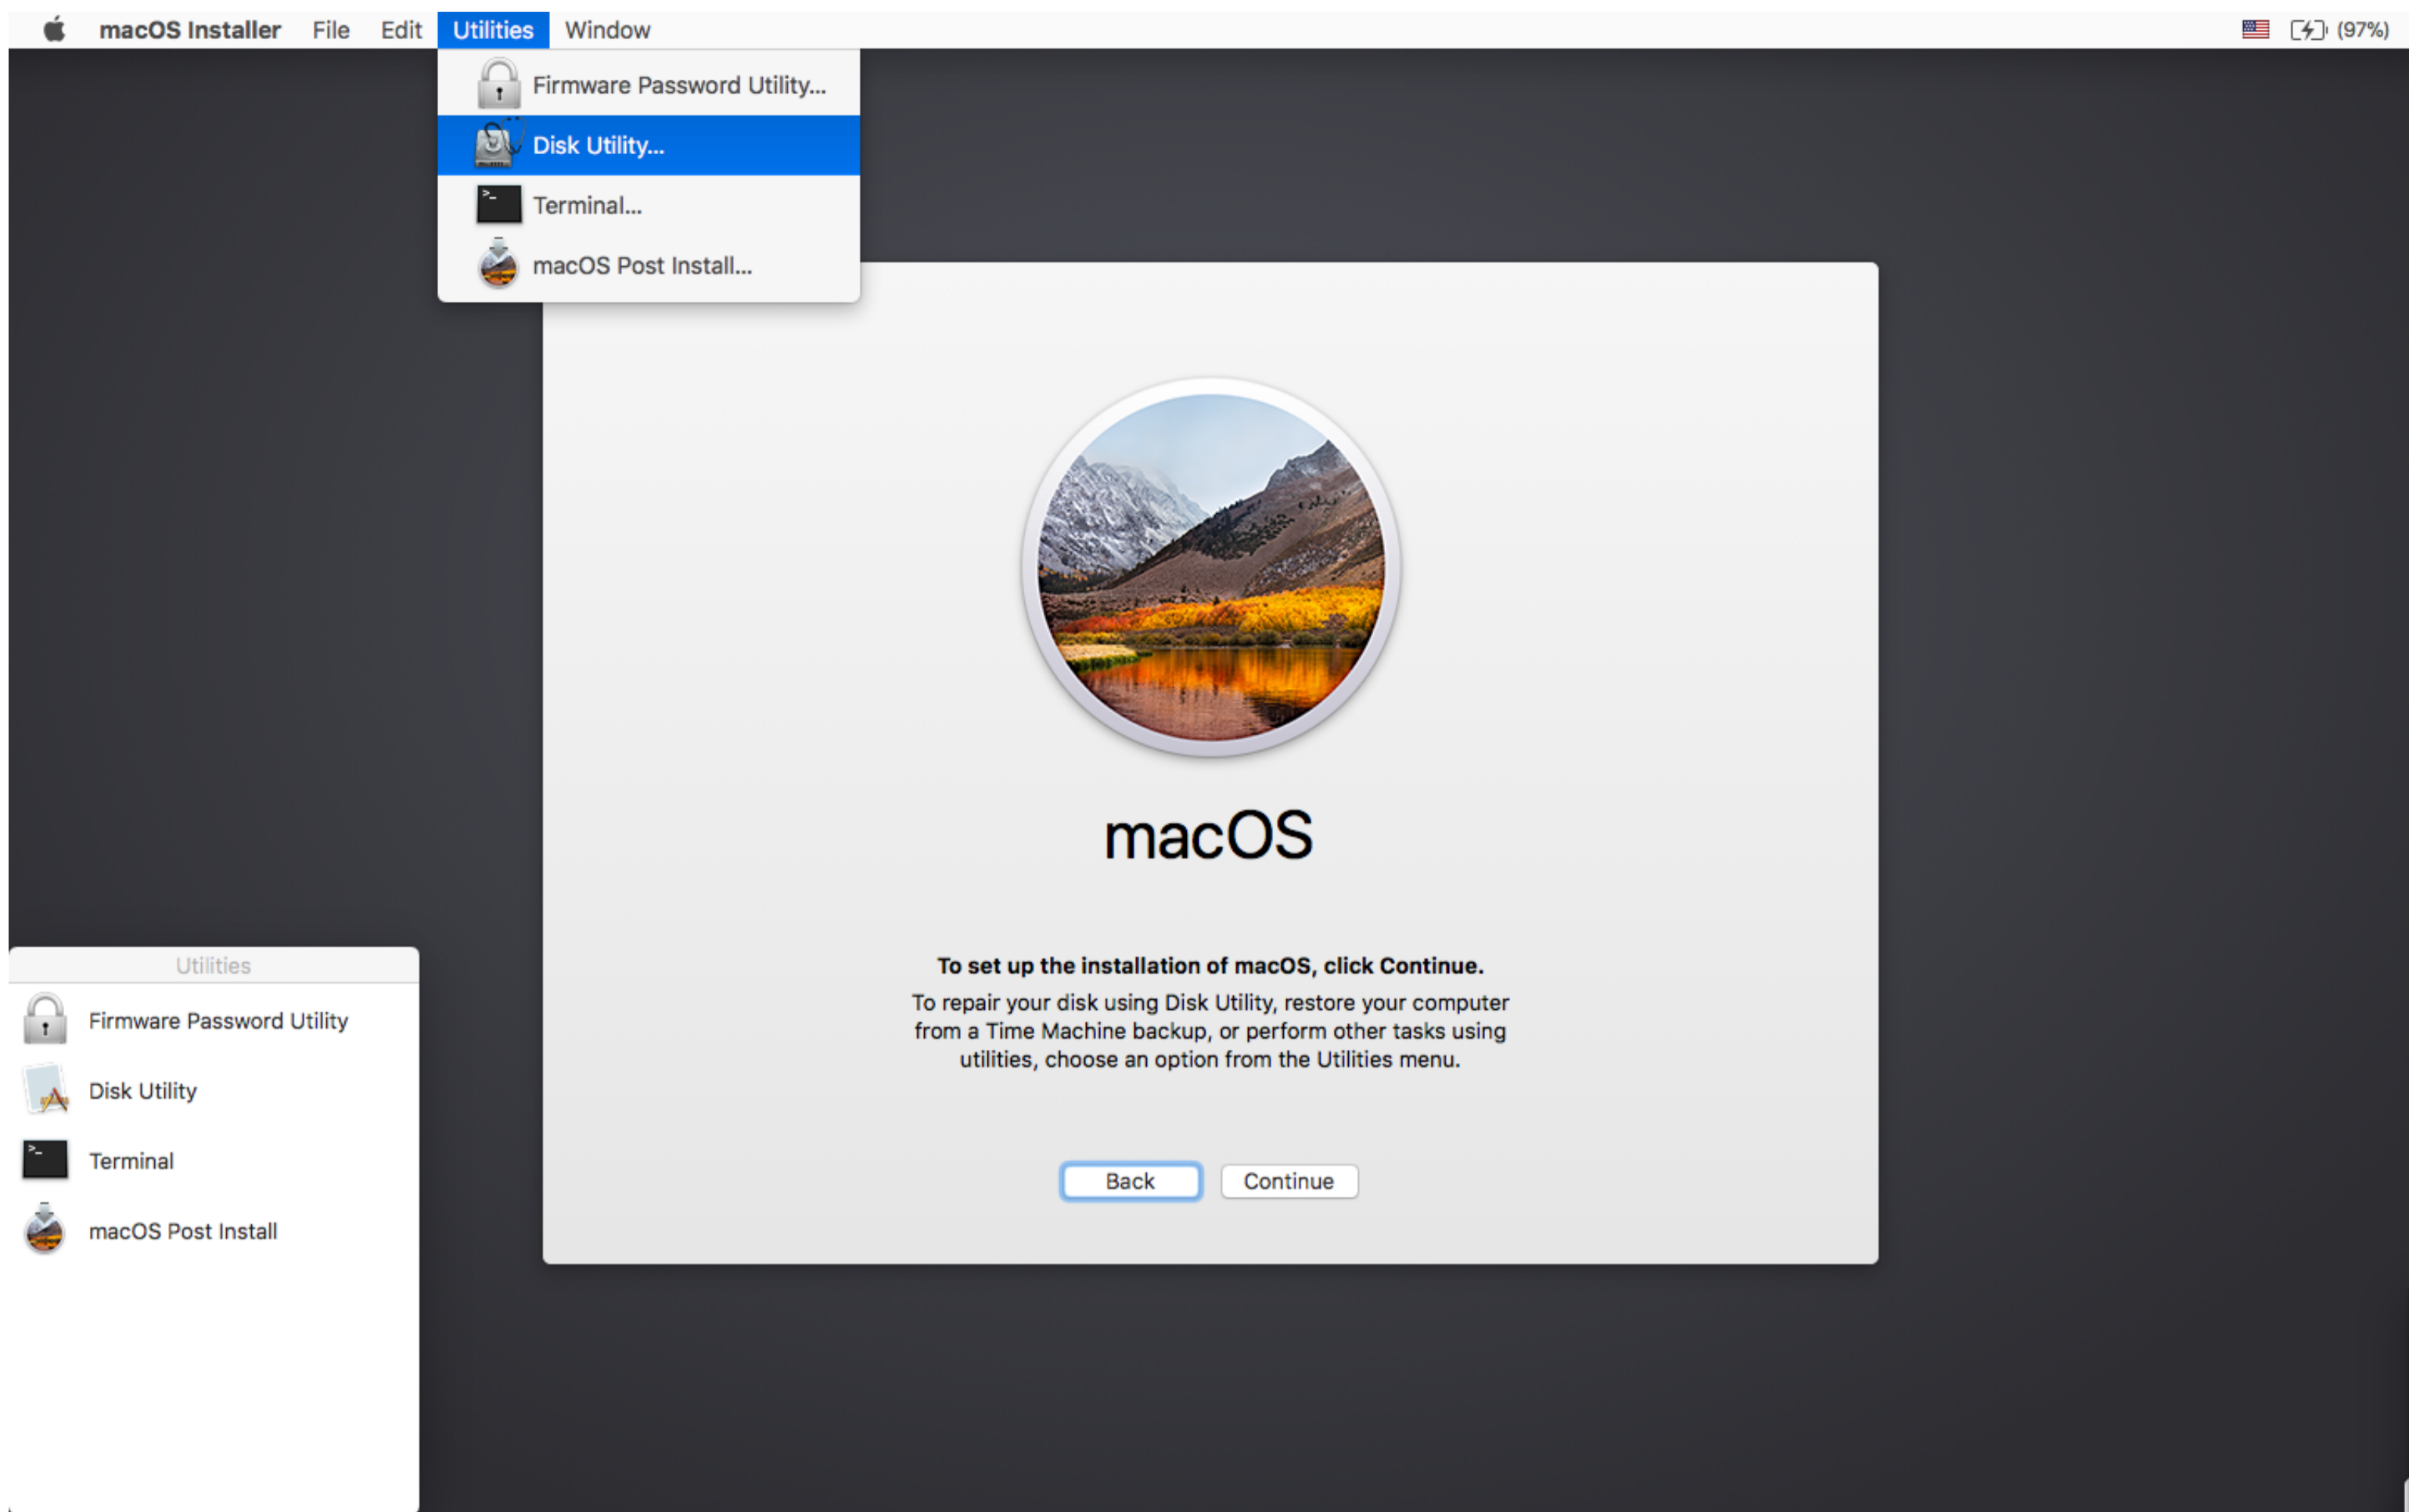 macOS Installer File Edit Utilities Window (97%)
Firmware Password Utility...
Disk Utility...
Terminal...
macOS Post Install...
macOS
To set up the installation of macOS, click Continue.
To repair your disk using Disk Utility, restore your computer
from a Time Machine backup, or perform other tasks using
utilities, choose an option from the Utilities menu.
Back Continue
Utilities
Firmware Password Utility
Disk Utility
Terminal
macOS Post Install